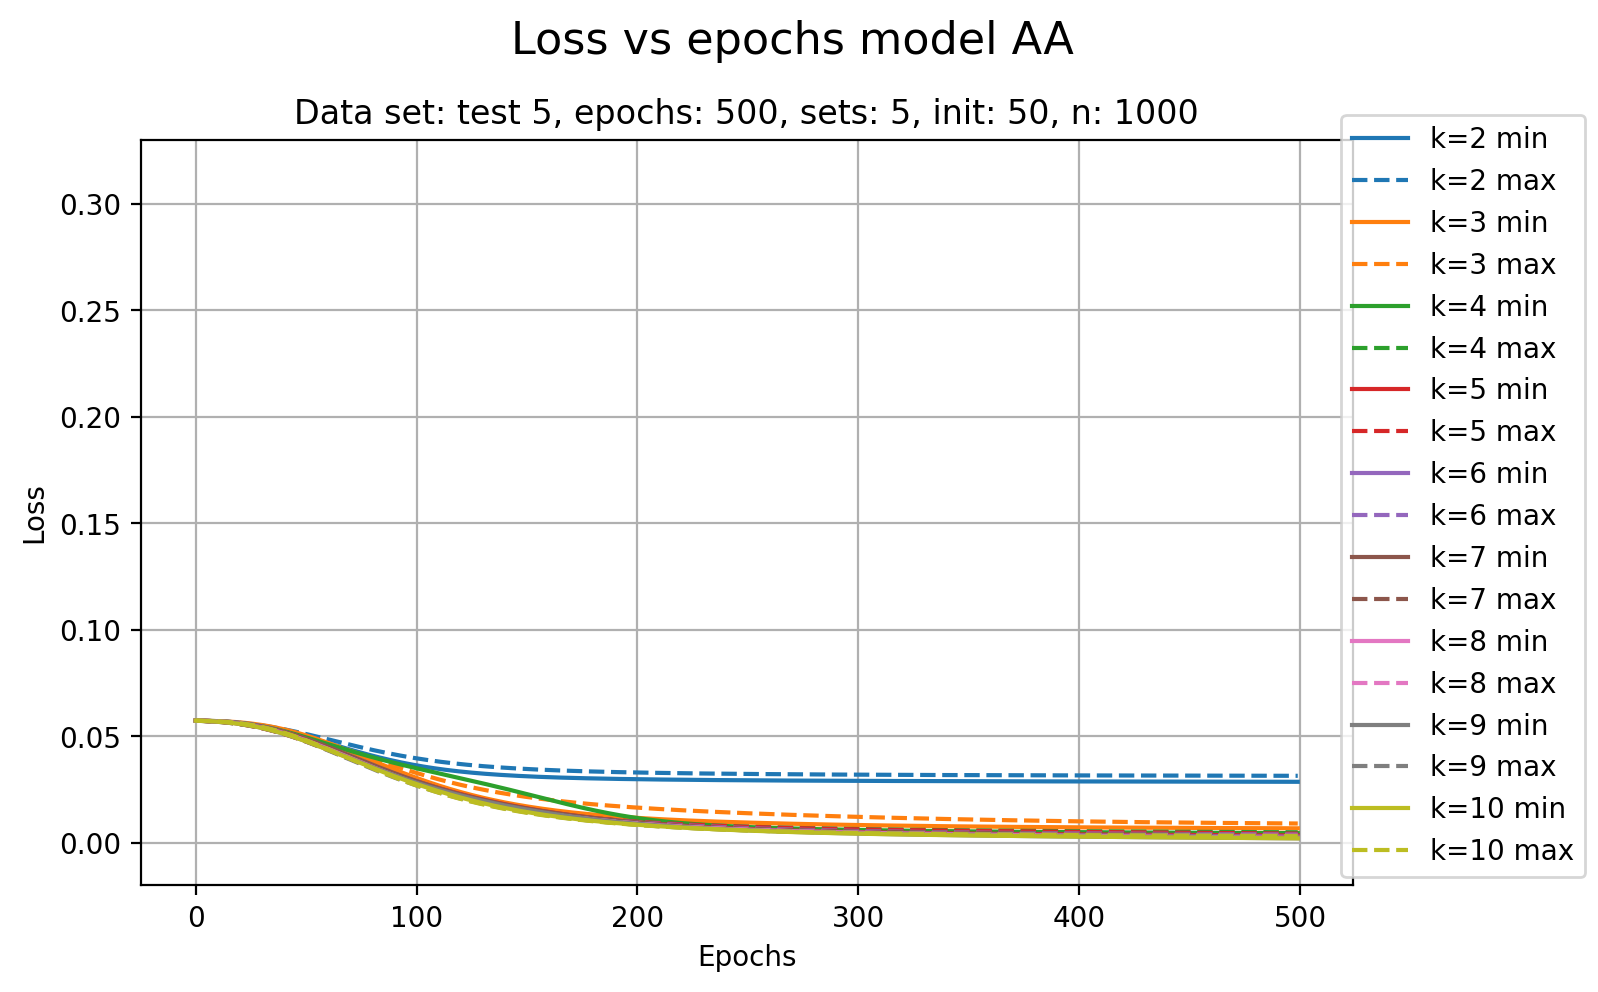 Loss vs epochs model AA
Data set: test 5, epochs: 500, sets: 5, init: 50, n: 1000
0.30
0.25
0.20
0.15
0.10
0.05
0.00
Loss
0 100 200 300 400 500
Epochs
k=2 min
k=2 max
k=3 min
k=3 max
k=4 min
k=4 max
k=5 min
k=5 max
k=6 min
k=6 max
k=7 min
k=7 max
k=8 min
k=8 max
k=9 min
k=9 max
k=10 min
k=10 max